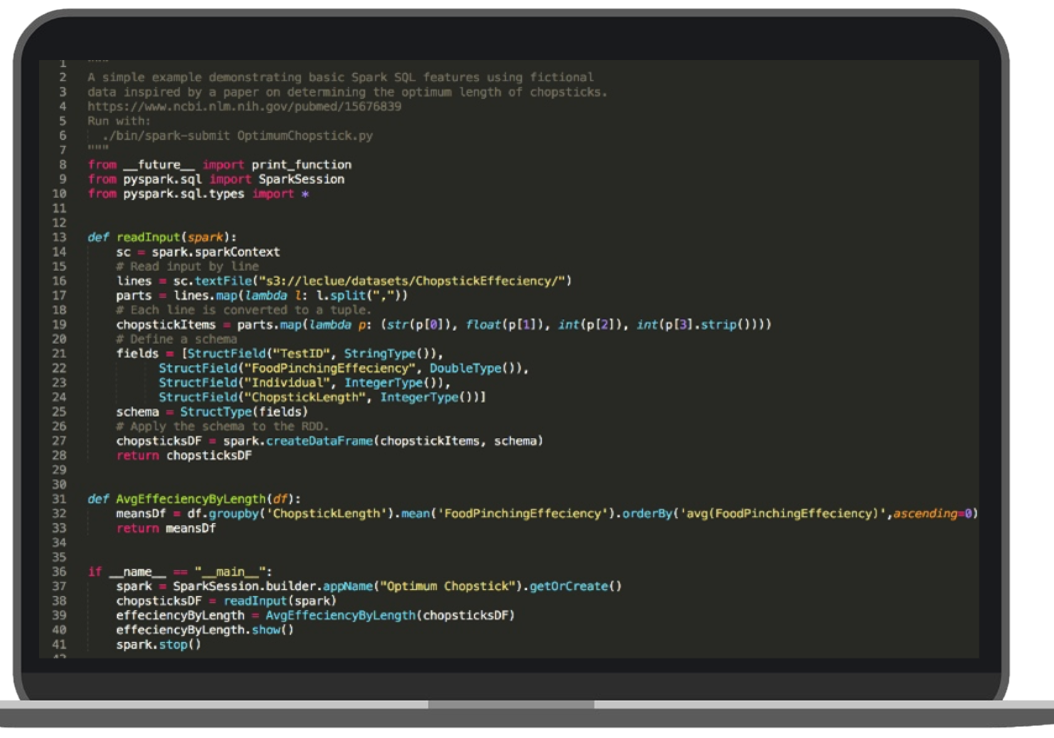 1 """
2 A simple example demonstrating basic Spark SQL features using fictional
3 data inspired by a paper on determining the optimum length of chopsticks.
4 https://www.ncbi.nlm.nih.gov/pubmed/15676839
5 Run with:
6   ./bin/spark-submit OptimumChopstick.py
7 """
8 from __future__ import print_function
9 from pyspark.sql import SparkSession
10 from pyspark.sql.types import *
11
12
13 def readInput(spark):
14     sc = spark.sparkContext
15     # Read input by line
16     lines = sc.textFile("s3://leclue/datasets/ChopstickEffeciency/")
17     parts = lines.map(lambda l: l.split(","))
18     # Each line is converted to a tuple.
19     chopstickItems = parts.map(lambda p: (str(p[0]), float(p[1]), int(p[2]), int(p[3].strip())))
20     # Define a schema
21     fields = [StructField("TestID", StringType()),
22           StructField("FoodPinchingEffeciency", DoubleType()),
23           StructField("Individual", IntegerType()),
24           StructField("ChopstickLength", IntegerType())]
25     schema = StructType(fields)
26     # Apply the schema to the RDD.
27     chopsticksDF = spark.createDataFrame(chopstickItems, schema)
28     return chopsticksDF
29
30
31 def AvgEffeciencyByLength(df):
32     meansDf = df.groupby('ChopstickLength').mean('FoodPinchingEffeciency').orderBy('avg(FoodPinchingEffeciency)',ascending=0)
33     return meansDf
34
35
36 if __name__ == "__main__":
37     spark = SparkSession.builder.appName("Optimum Chopstick").getOrCreate()
38     chopsticksDF = readInput(spark)
39     effeciencyByLength = AvgEffeciencyByLength(chopsticksDF)
40     effeciencyByLength.show()
41     spark.stop()